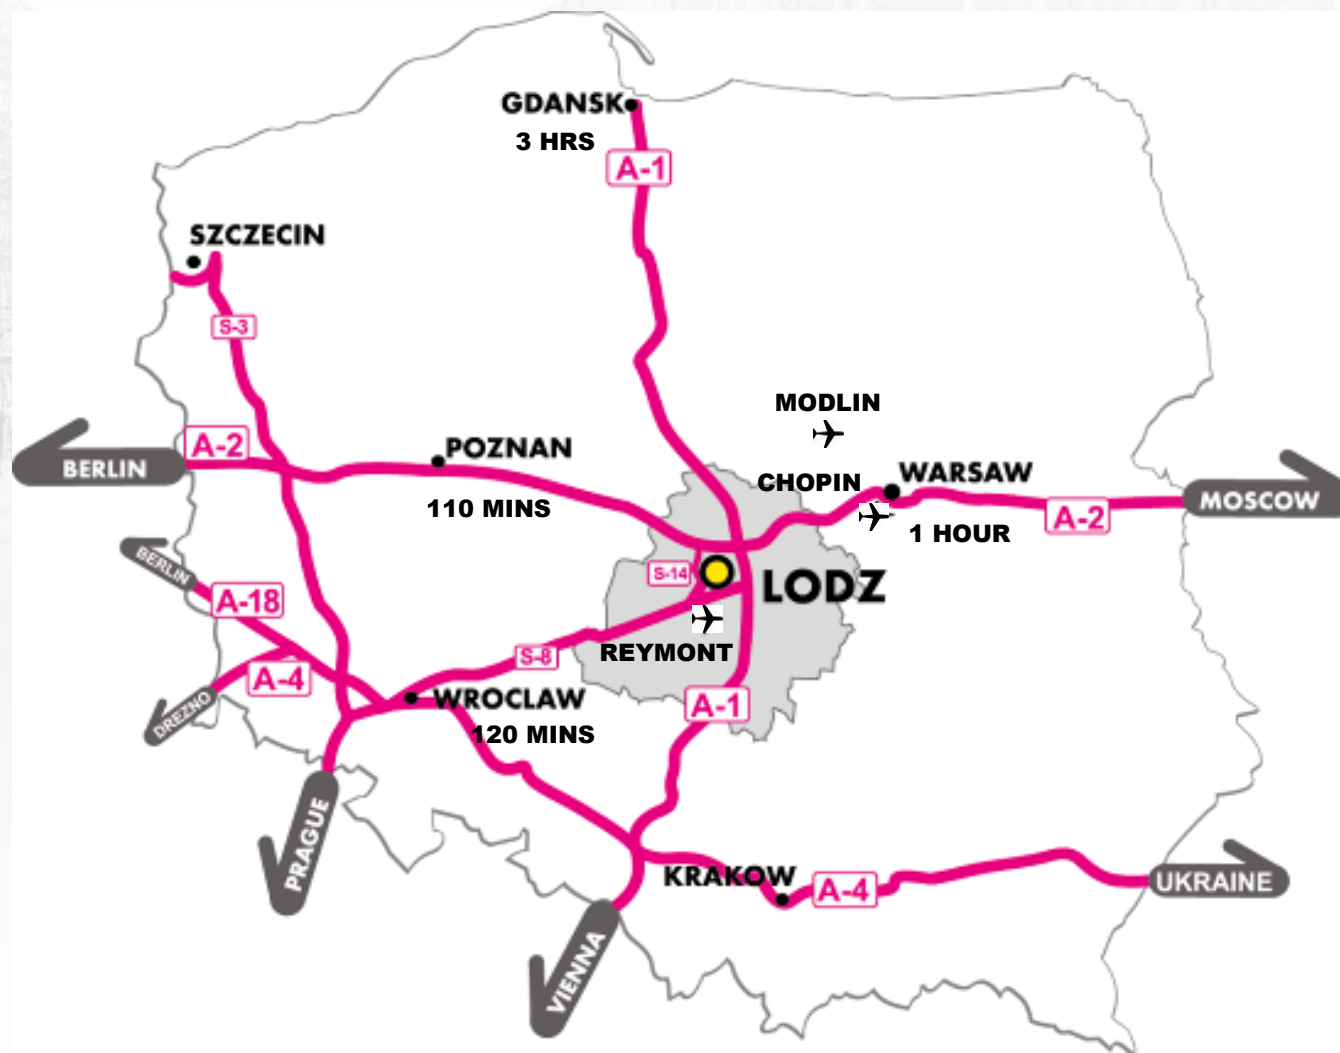 GDANSK
3 HRS
A-1
SZCZECIN
S-3
MODLIN
A-2
POZNAN
BERLIN
CHOPIN
WARSAW
MOSCOW
110 MINS
A-2
1 HOUR
BERLIN
S-14
LODZ
A-18
REYMONT
S-8
A-4
DREZNO
WROCLAW
A-1
120 MINS
PRAGUE
KRAKOW
A-4
UKRAINE
VIENNA